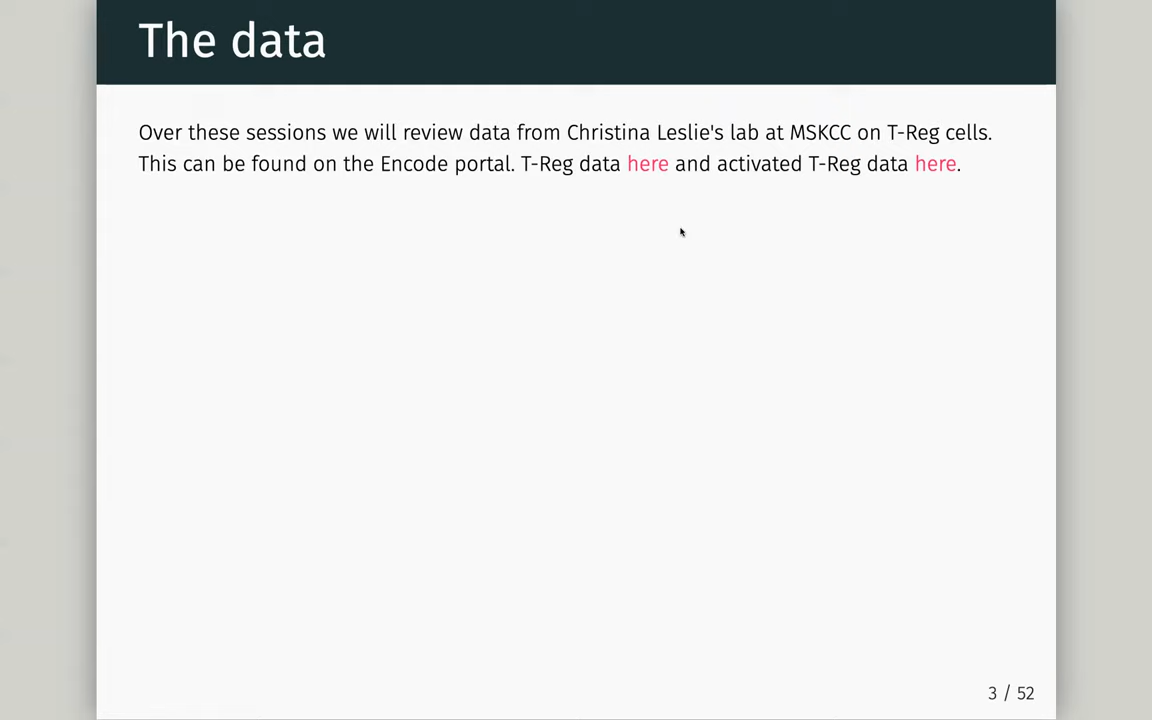 The data
Over these sessions we will review data from Christina Leslie's lab at MSKCC on T-Reg cells.
This can be found on the Encode portal. T-Reg data here and activated T-Reg data here.
3 / 52